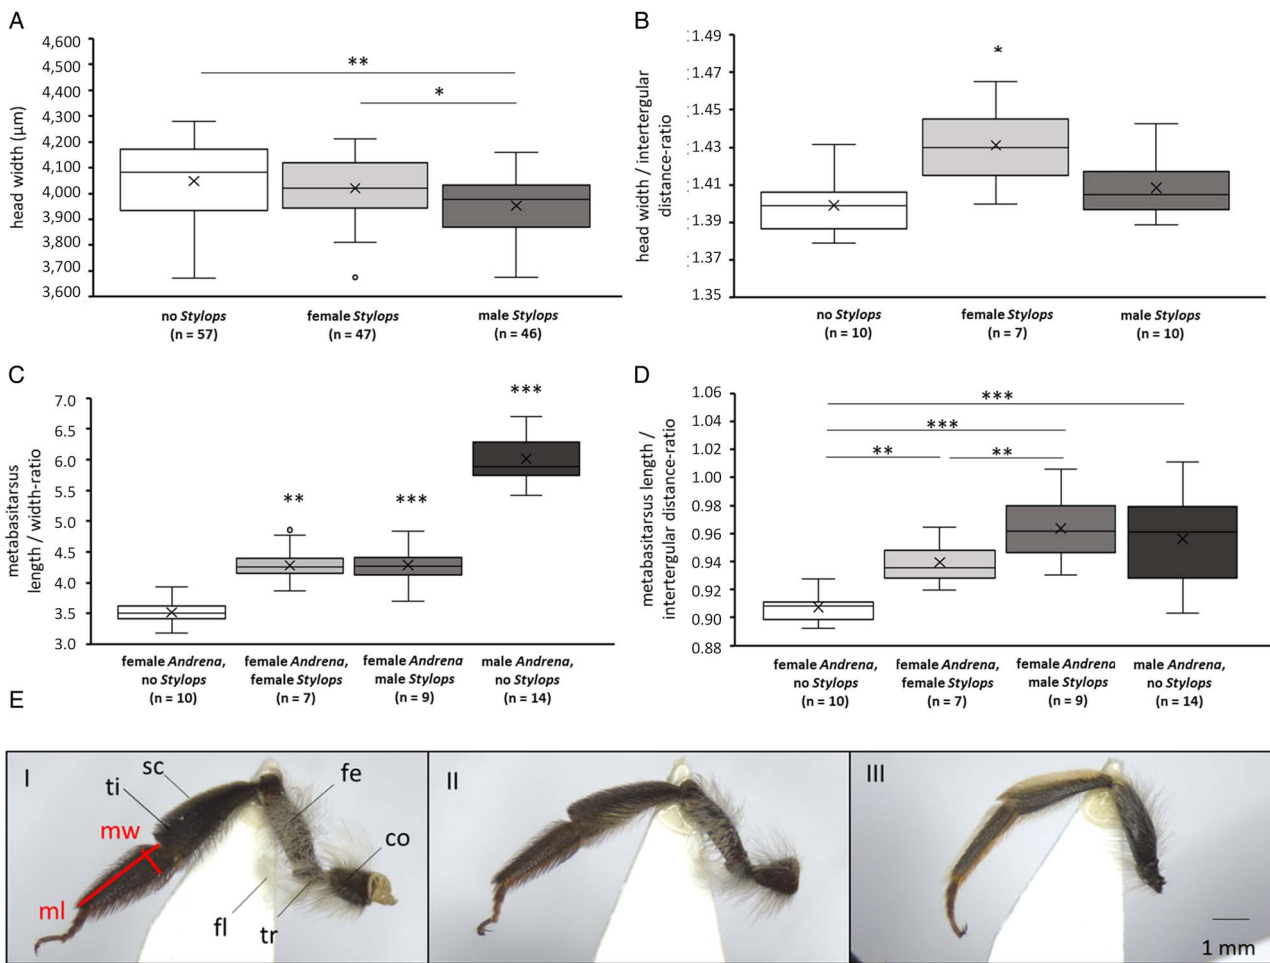 A
4,600
4,500
4,400
4,300
4,200
4,100
4,000
3,900
3,800
3,700
3,600
head width (µm)
**
*
no Stylops
(n = 57)
female Stylops
(n = 47)
male Stylops
(n = 46)
B
1.49
1.47
1.45
1.43
1.41
1.39
1.37
1.35
head width / intertergular
distance-ratio
*
no Stylops
(n = 10)
female Stylops
(n = 7)
male Stylops
(n = 10)
C
7.0
6.5
6.0
5.5
5.0
4.5
4.0
3.5
3.0
metabasitarsus
length / width-ratio
**
***
***
female Andrena,
no Stylops
(n = 10)
female Andrena,
female Stylops
(n = 7)
female Andrena
male Stylops
(n = 9)
male Andrena,
no Stylops
(n = 14)
D
1.06
1.04
1.02
1.00
0.98
0.96
0.94
0.92
0.90
0.88
metabasitarsus length /
intertergular distance-ratio
***
***
**
**
female Andrena,
no Stylops
(n = 10)
female Andrena,
female Stylops
(n = 7)
female Andrena
male Stylops
(n = 9)
male Andrena,
no Stylops
(n = 14)
E
I
sc
ti
mw
ml
fe
co
fl
tr
II
III
1 mm